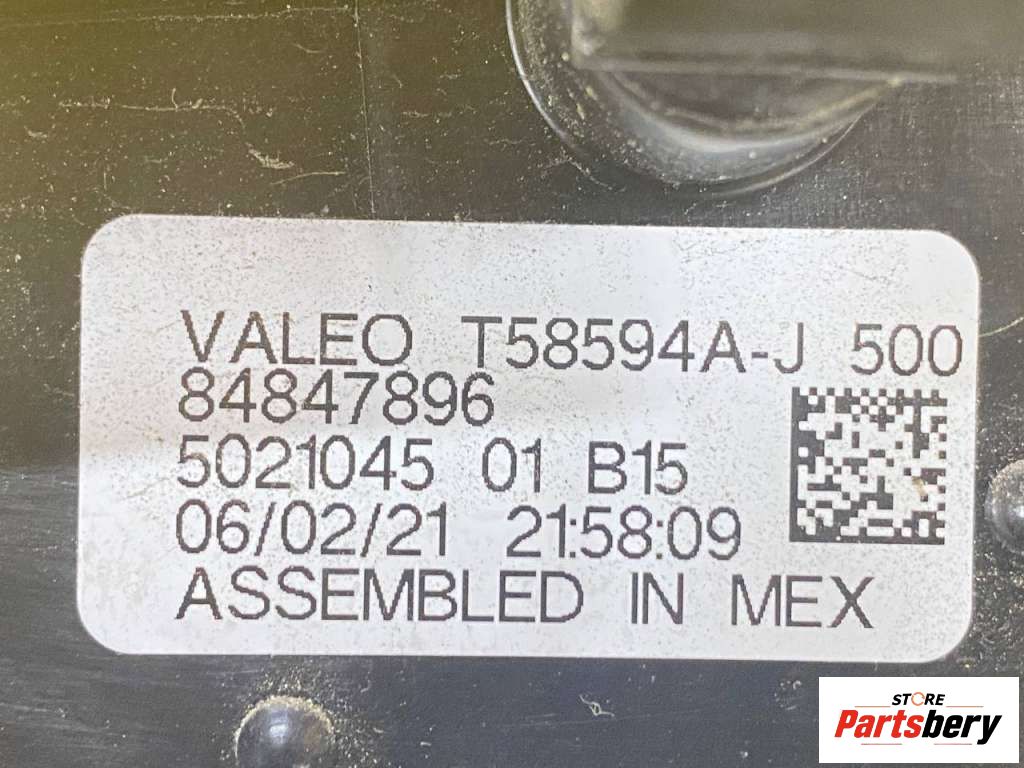 VALEO T58594A-J 500
84847896
5021045 01 B15
06/02/21 21:58:09
ASSEMBLED IN MEX
STORE
Partsbery